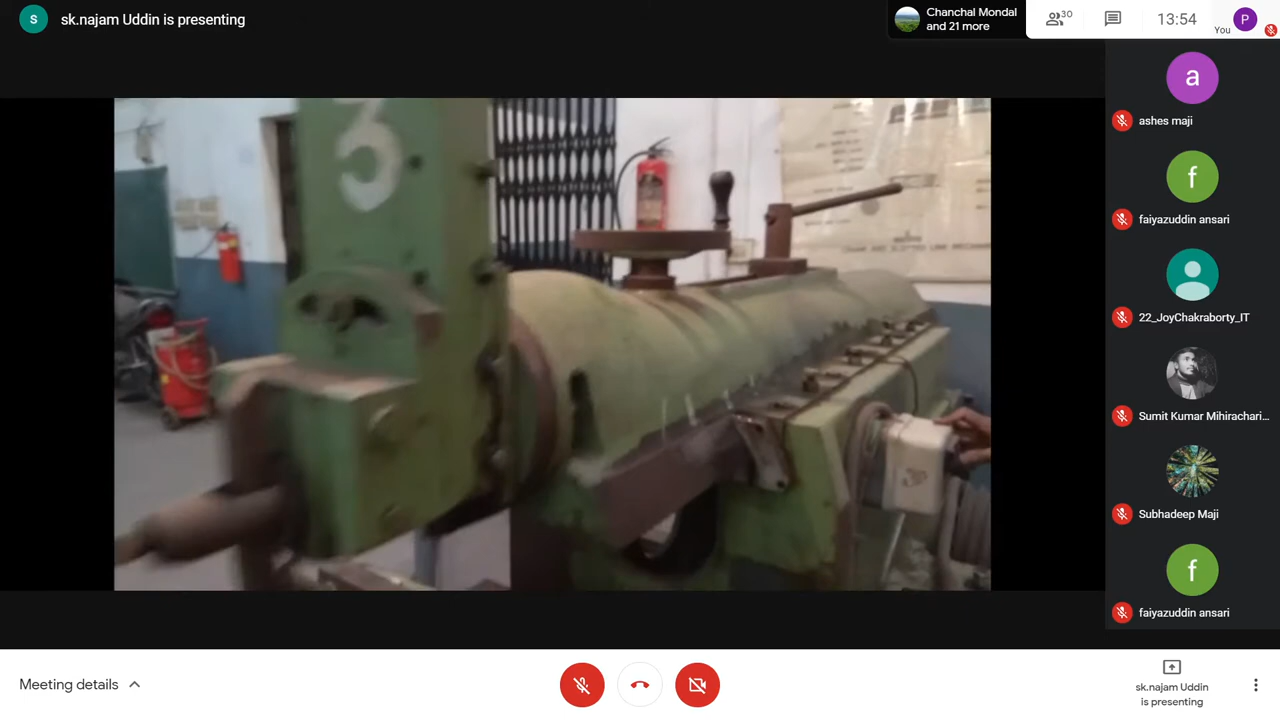 s
sk.najam Uddin is presenting
Chanchal Mondal
and 21 more
30
13:54
You
P
a
ashes maji
f
faiyazuddin ansari
22_JoyChakraborty_IT
Sumit Kumar Mihirachari...
Subhadeep Maji
f
faiyazuddin ansari
3
Meeting details
sk.najam Uddin
is presenting